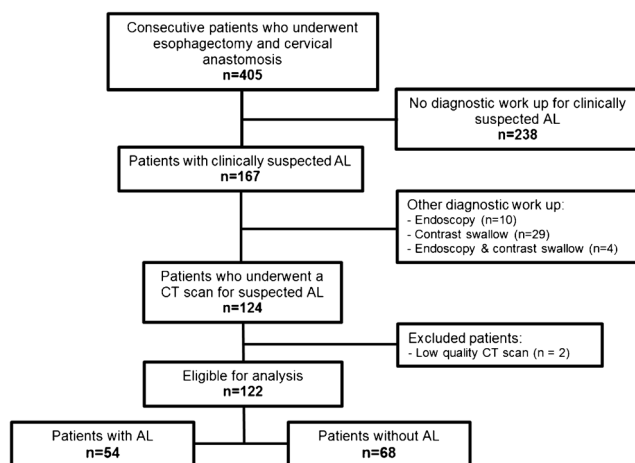 Consecutive patients who underwent
esophagectomy and cervical
anastomosis
n=405
No diagnostic work up for clinically
suspected AL
n=238
Patients with clinically suspected AL
n=167
Other diagnostic work up:
- Endoscopy (n=10)
- Contrast swallow (n=29)
- Endoscopy & contrast swallow (n=4)
Patients who underwent a
CT scan for suspected AL
n=124
Excluded patients:
- Low quality CT scan (n = 2)
Eligible for analysis
n=122
Patients with AL
n=54
Patients without AL
n=68